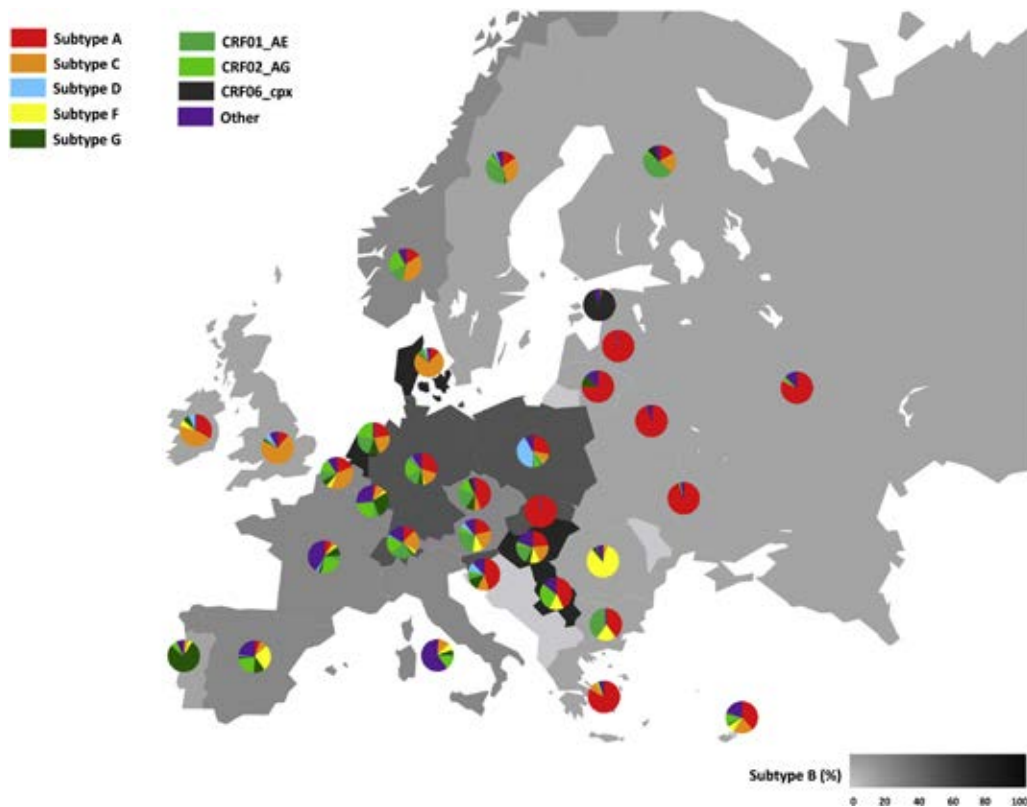 Subtype A
Subtype C
Subtype D
Subtype F
Subtype G
CRF01_AE
CRF02_AG
CRF06_cpx
Other
Subtype B (%)
0 20 40 60 80 100